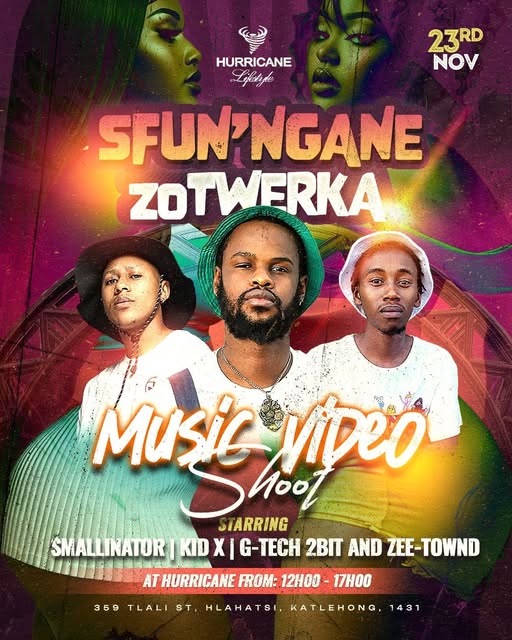 HURRICANE
Lifestyle
23RD
NOV
SFUN'NGANE
ZOTWERKA
MUSIC VIDEO
Shoot
STARRING
SMALLINATOR | KID X | G-TECH 2BIT AND ZEE-TOWND
AT HURRICANE FROM: 12H00 - 17H00
359 TLALI ST, HLAHATSI, KATLEHONG, 1431